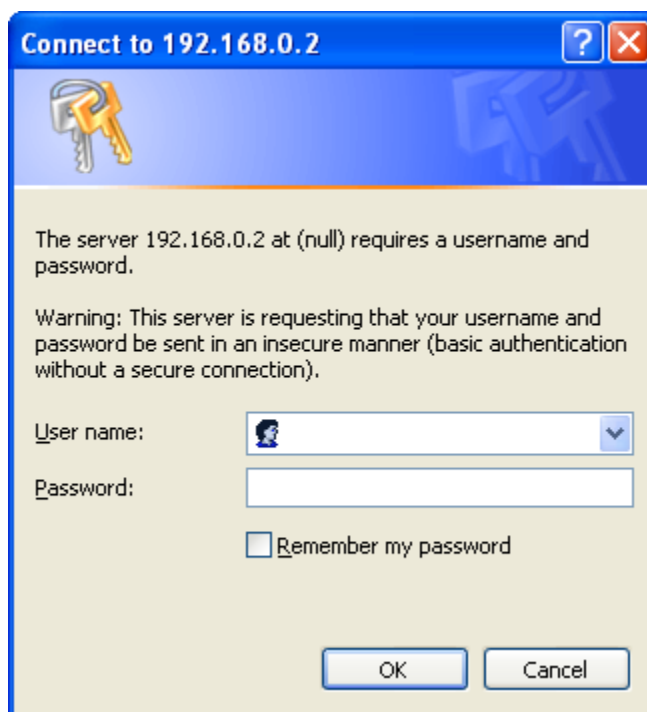 Connect to 192.168.0.2
The server 192.168.0.2 at (null) requires a username and
password.
Warning: This server is requesting that your username and
password be sent in an insecure manner (basic authentication
without a secure connection).
User name:
Password:
Remember my password
OK Cancel